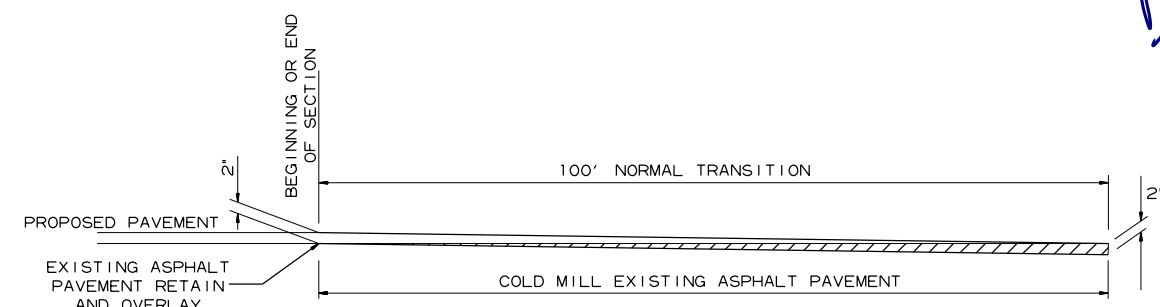 BEGINNING OR END
OF SECTION
2"
100' NORMAL TRANSITION
2"
PROPOSED PAVEMENT
EXISTING ASPHALT
PAVEMENT RETAIN
AND OVERLAY
COLD MILL EXISTING ASPHALT PAVEMENT